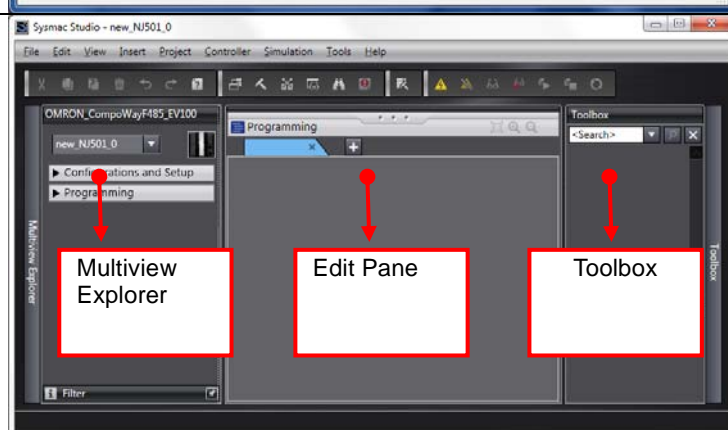 Sysmac Studio - new_NJ501_0
File Edit View Insert Project Controller Simulation Tools Help
OMRON_CompoWayF485_EV100
new_NJ501_0
Configurations and Setup
Programming
Multiview Explorer
Filter
Programming
Toolbox
<Search>
Toolbox
Multiview
Explorer
Edit Pane
Toolbox